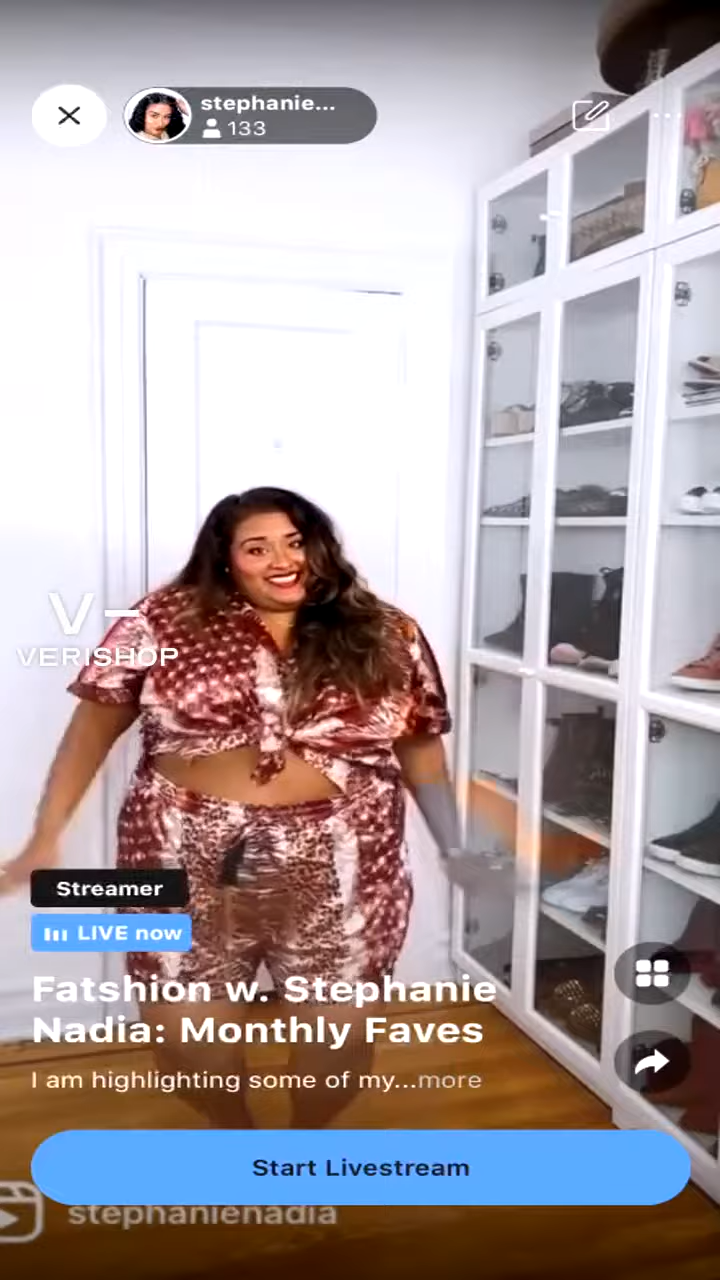 stephanie...
133
V-
VERISHOP
Streamer
LIVE now
Fatshion w. Stephanie
Nadia: Monthly Faves
I am highlighting some of my...more
Start Livestream
stephanienadia